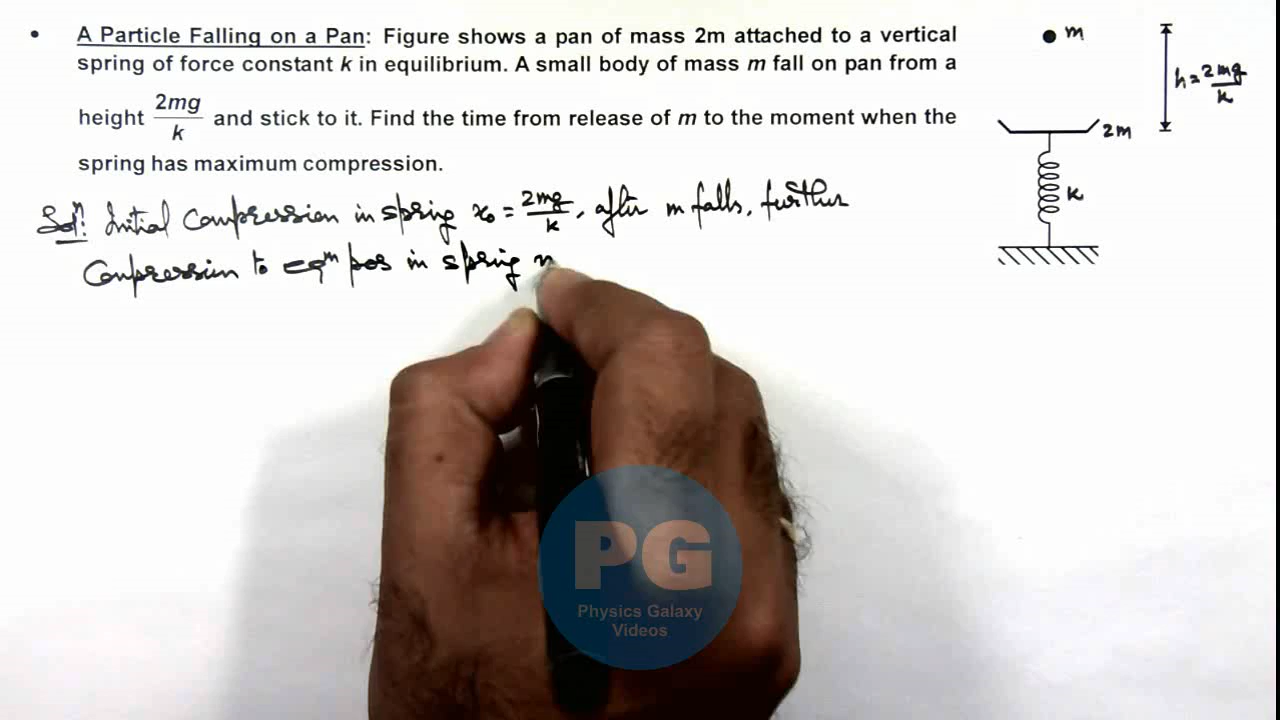 • A Particle Falling on a Pan: Figure shows a pan of mass 2m attached to a vertical
spring of force constant k in equilibrium. A small body of mass m fall on pan from a
height 2mg/k and stick to it. Find the time from release of m to the moment when the
spring has maximum compression.
m
h = 2mg/k
2m
k
Sol^n: Initial Compression in spring x₀ = 2mg/k, after m falls, further
Compression to eq^m pos in spring
PG
Physics Galaxy
Videos